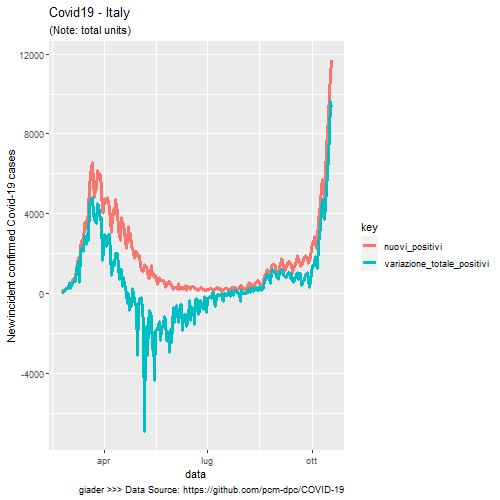 Covid19 - Italy
(Note: total units)
12000
8000
4000
0
-4000
New incident confirmed Covid-19 cases
apr
lug
ott
data
key
nuovi_positivi
variazione_totale_positivi
giader >>> Data Source: https://github.com/pcm-dpc/COVID-19